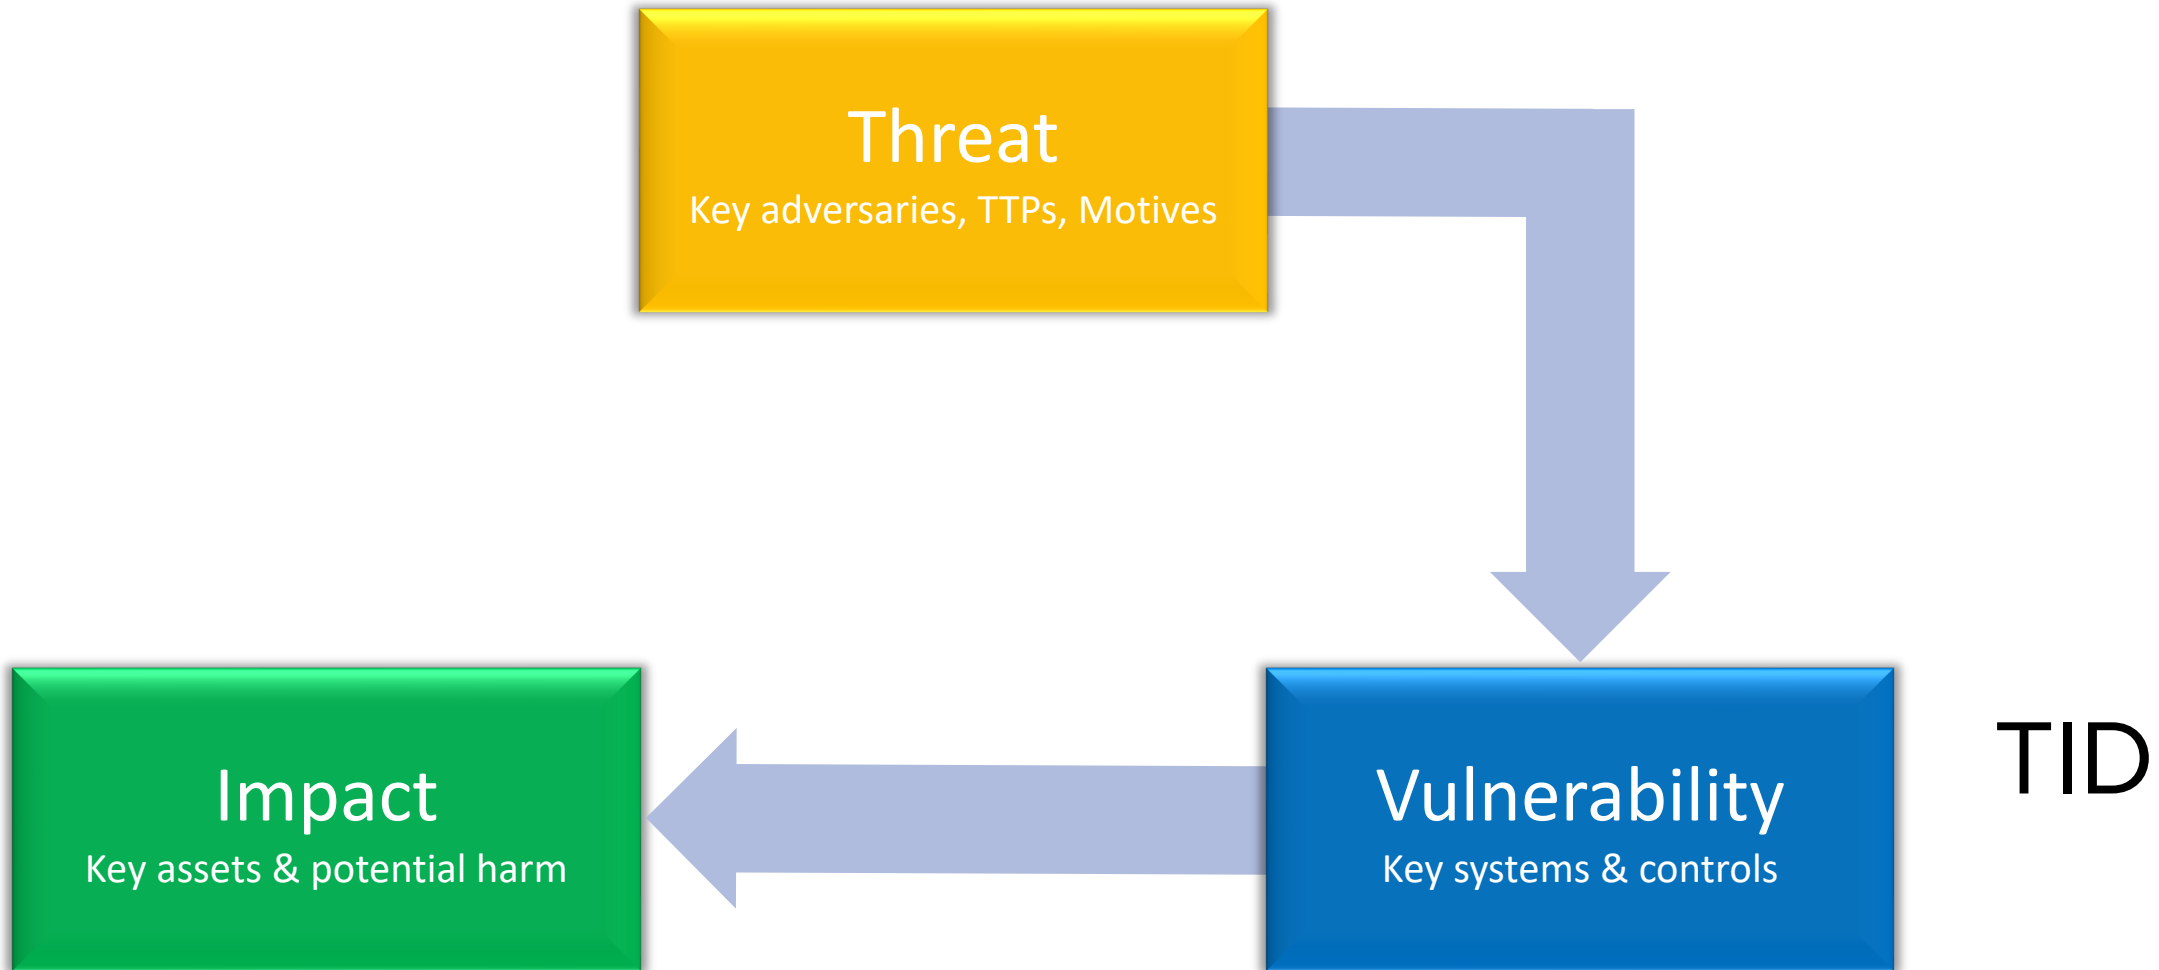 Threat
Key adversaries, TTPs, Motives
Impact
Key assets & potential harm
Vulnerability
Key systems & controls
TID